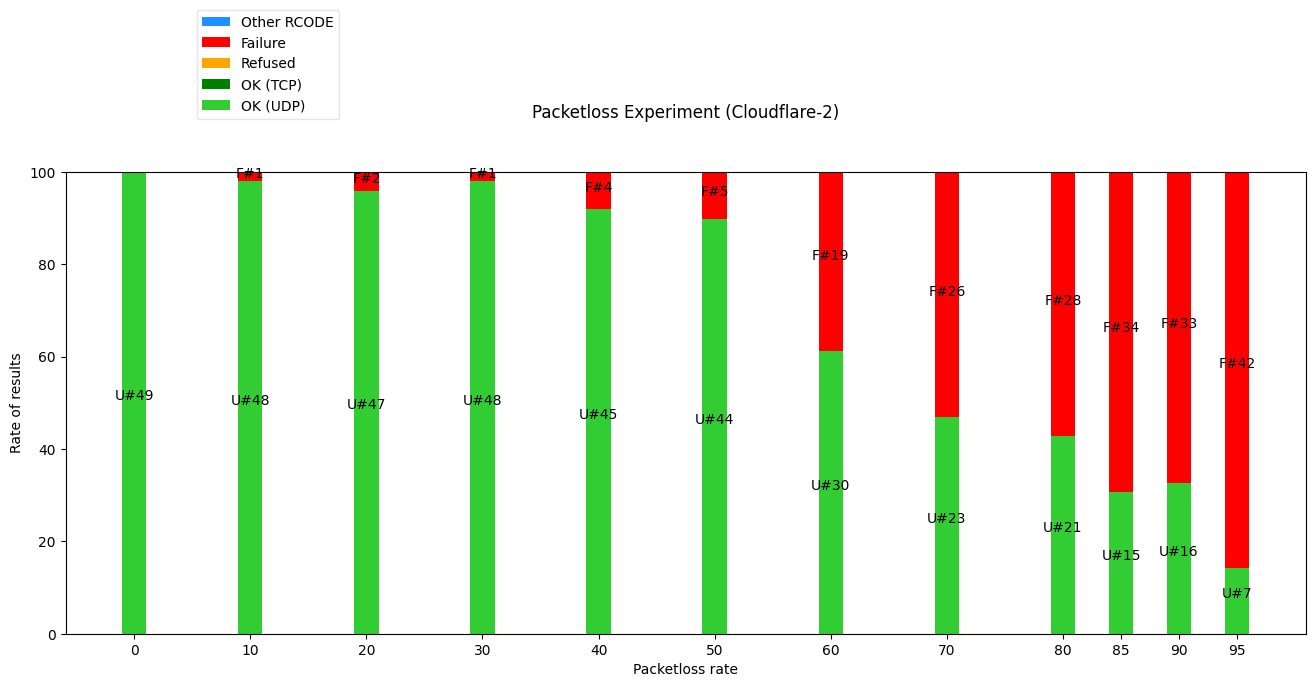 Other RCODE
Failure
Refused
OK (TCP)
OK (UDP)
Packetloss Experiment (Cloudflare-2)
Rate of results
100
80
60
40
20
0
F#1
F#2
F#1
F#4
F#5
F#19
F#26
F#28
F#34
F#33
F#42
U#49
U#48
U#47
U#48
U#45
U#44
U#30
U#23
U#21
U#15
U#16
U#7
0 10 20 30 40 50 60 70 80 85 90 95
Packetloss rate